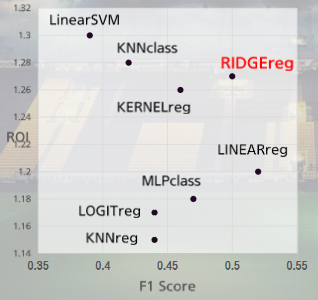 1.32
LinearSVM
1.3
KNNclass
1.28
RIDGEreg
1.26
KERNELreg
1.24
ROI
1.22
LINEARreg
1.2
MLPclass
1.18
LOGITreg
1.16
KNNreg
1.14
0.35 0.4 0.45 0.5 0.55
F1 Score